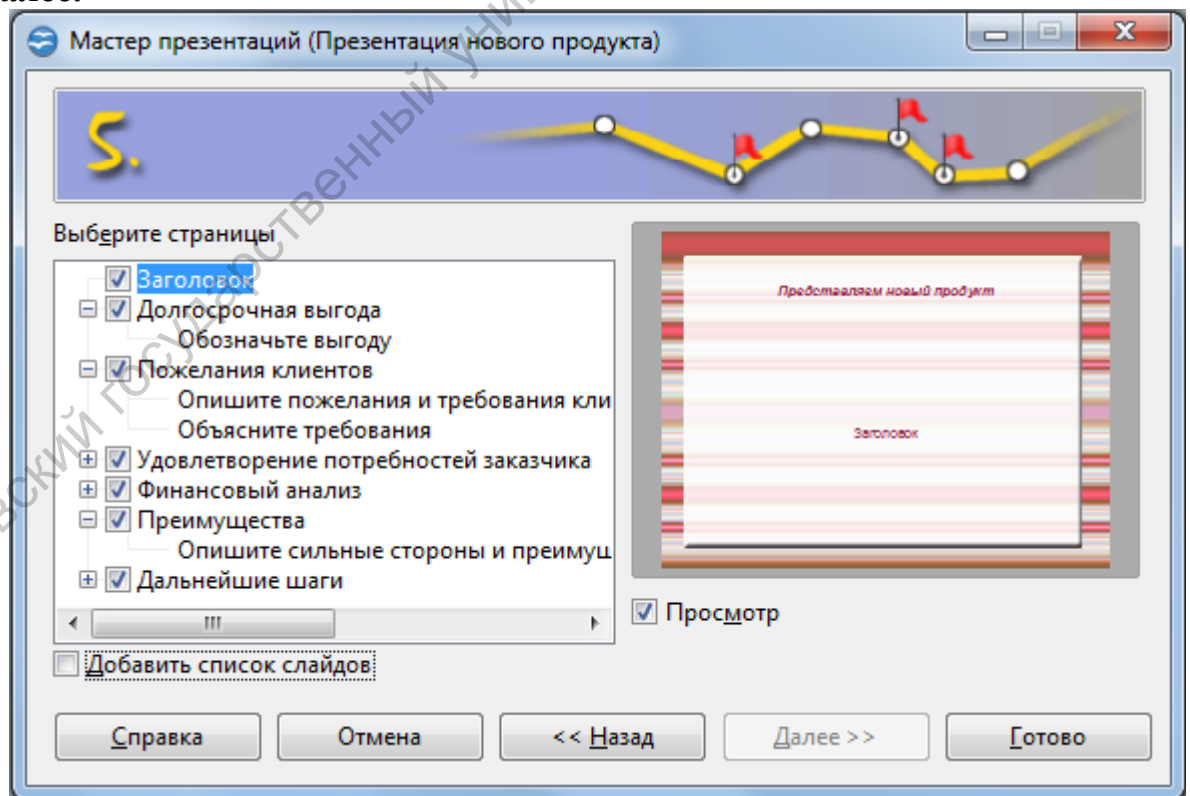 Мастер презентаций (Презентация нового продукта)
S.
Выберите страницы
Заголовок
Долгосрочная выгода
Обозначьте выгоду
Пожелания клиентов
Опишите пожелания и требования кли
Объясните требования
Удовлетворение потребностей заказчика
Финансовый анализ
Преимущества
Опишите сильные стороны и преимущ
Дальнейшие шаги
Представляем новый продукт
Заголовок
Просмотр
Добавить список слайдов
Справка
Отмена
<< Назад
Далее >>
Готово
государственный